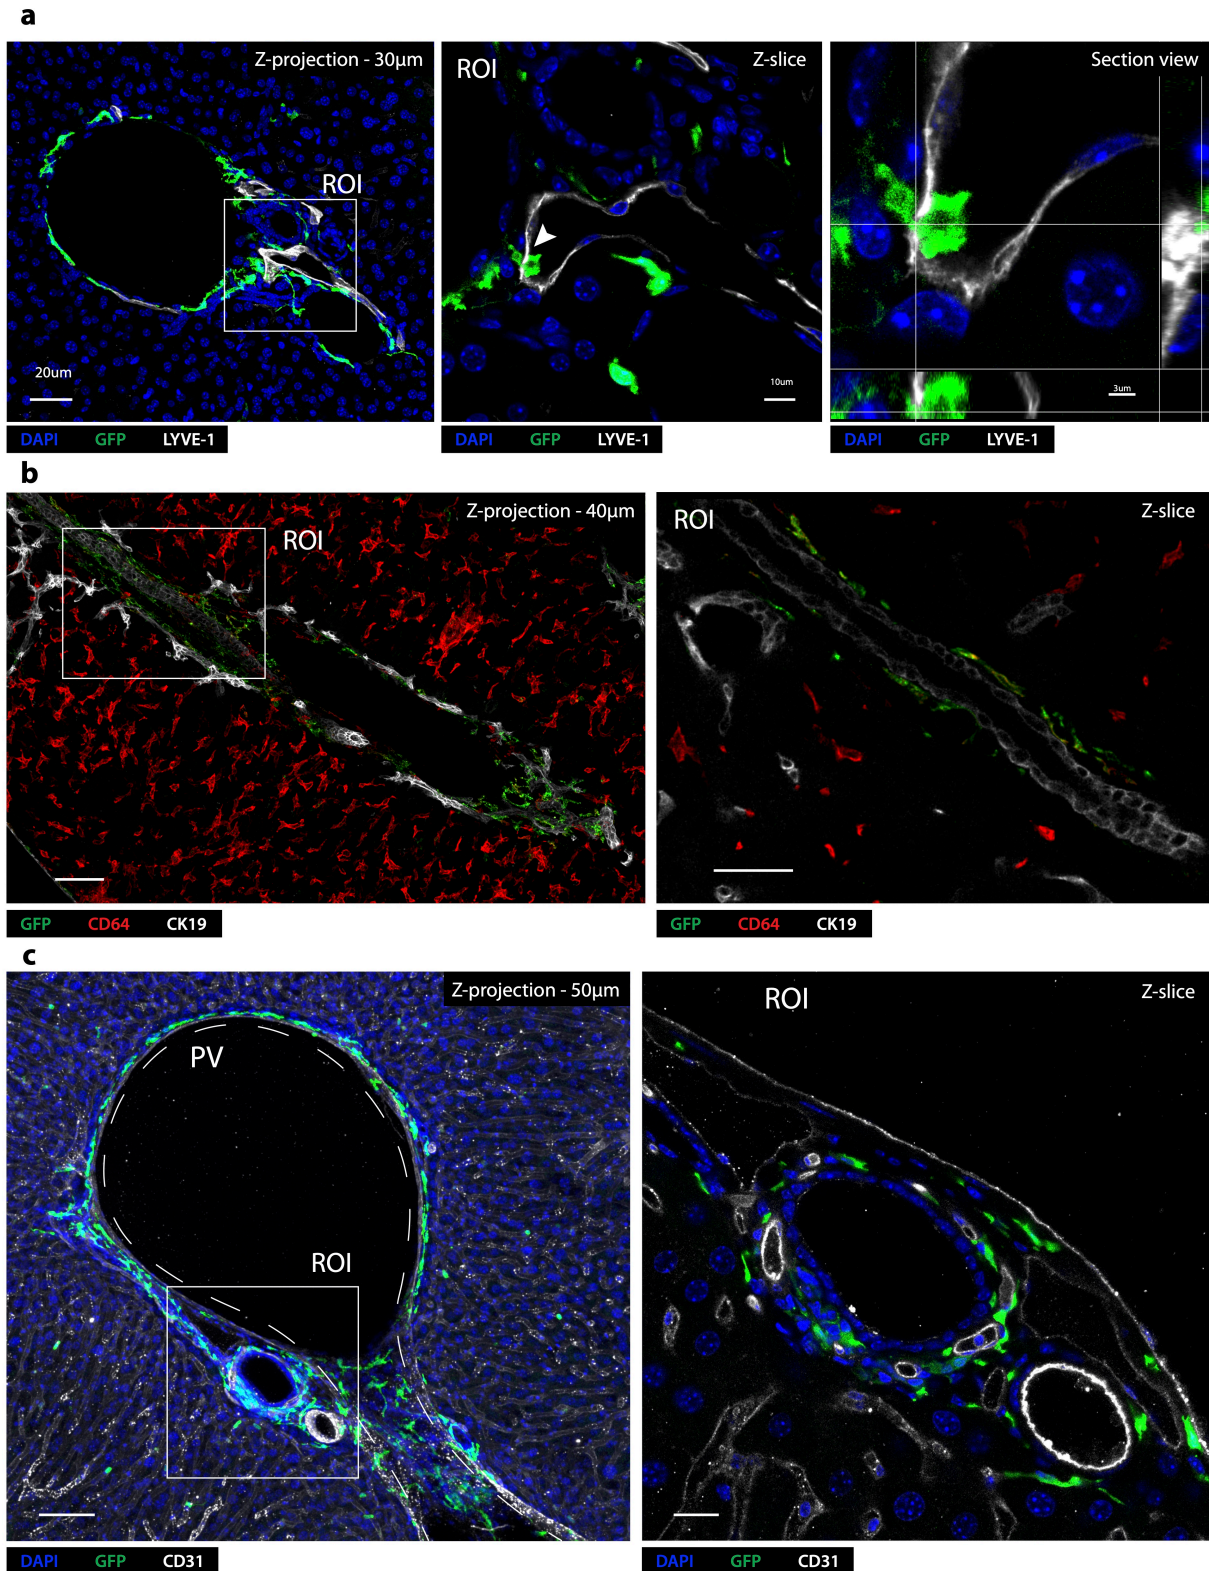 a
Z-projection - 30µm
ROI
20um
ROI
Z-slice
10um
Section view
3um
DAPI GFP LYVE-1
DAPI GFP LYVE-1
DAPI GFP LYVE-1
b
Z-projection - 40µm
ROI
ROI
Z-slice
GFP CD64 CK19
GFP CD64 CK19
c
Z-projection - 50µm
PV
ROI
ROI
Z-slice
DAPI GFP CD31
DAPI GFP CD31